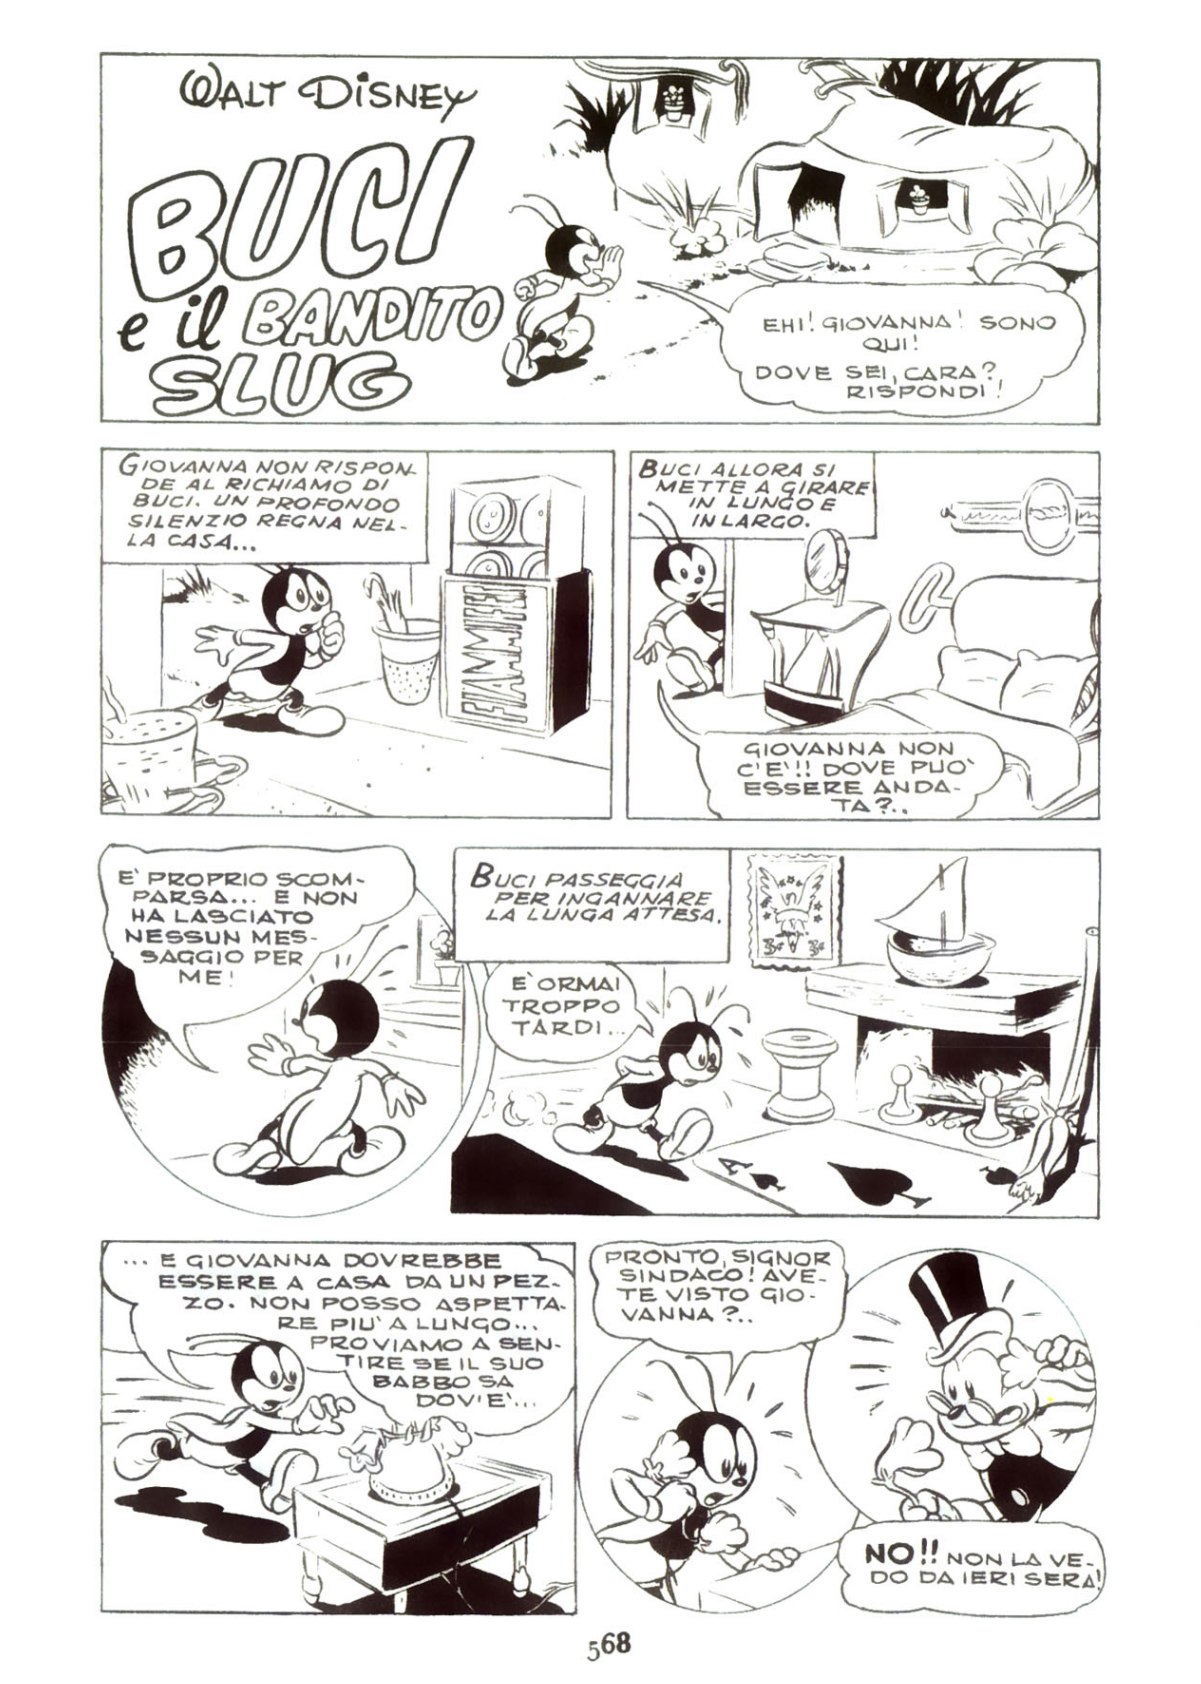 WALT DISNEY
BUCI
e il BANDITO
SLUG
EHI! GIOVANNA! SONO
QUI!
DOVE SEI, CARA?
RISPONDI!
GIOVANNA NON RISPON-
DE AL RICHIAMO DI
BUCI. UN PROFONDO
SILENZIO REGNA NEL-
LA CASA...
FIAMMIFERI
BUCI ALLORA SI
METTE A GIRARE
IN LUNGO E
IN LARGO.
GIOVANNA NON
C'E'!! DOVE PUO'
ESSERE ANDA-
TA?..
E' PROPRIO SCOM-
PARSA... E NON
HA LASCIATO
NESSUN MES-
SAGGIO PER
ME!
BUCI PASSEGGIA
PER INGANNARE
LA LUNGA ATTESA.
3¢ 3¢
E' ORMAI
TROPPO
TARDI...
A
... E GIOVANNA DOVREBBE
ESSERE A CASA DA UN PEZ-
ZO. NON POSSO ASPETTA-
RE PIU' A LUNGO...
PROVIAMO A SEN-
TIRE SE IL SUO
BABBO SA
DOV'E'...
PRONTO, SIGNOR
SINDACO! AVE-
TE VISTO GIO-
VANNA?..
NO!! NON LA VE-
DO DA IERI SERA!
568